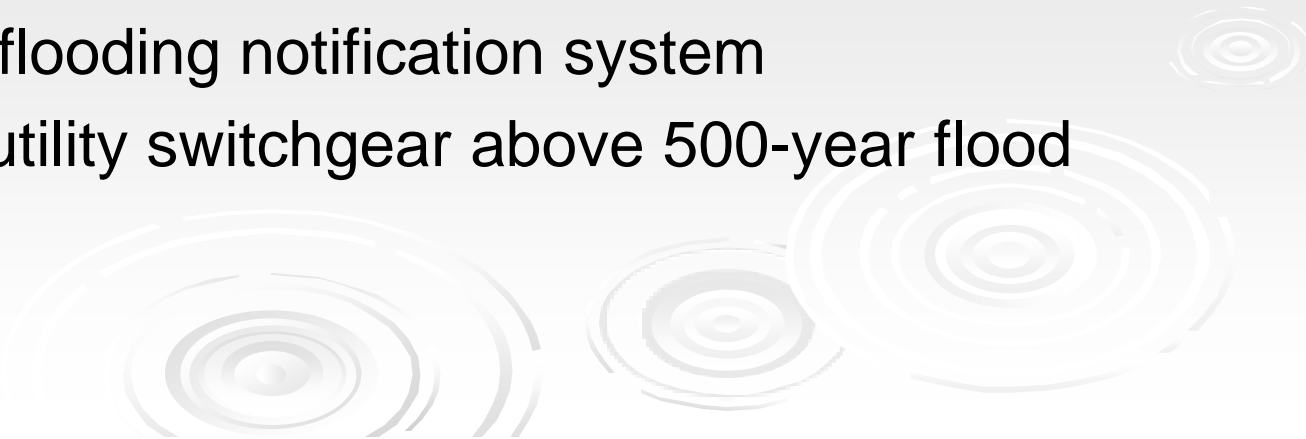 flooding notification system
utility switchgear above 500-year flood